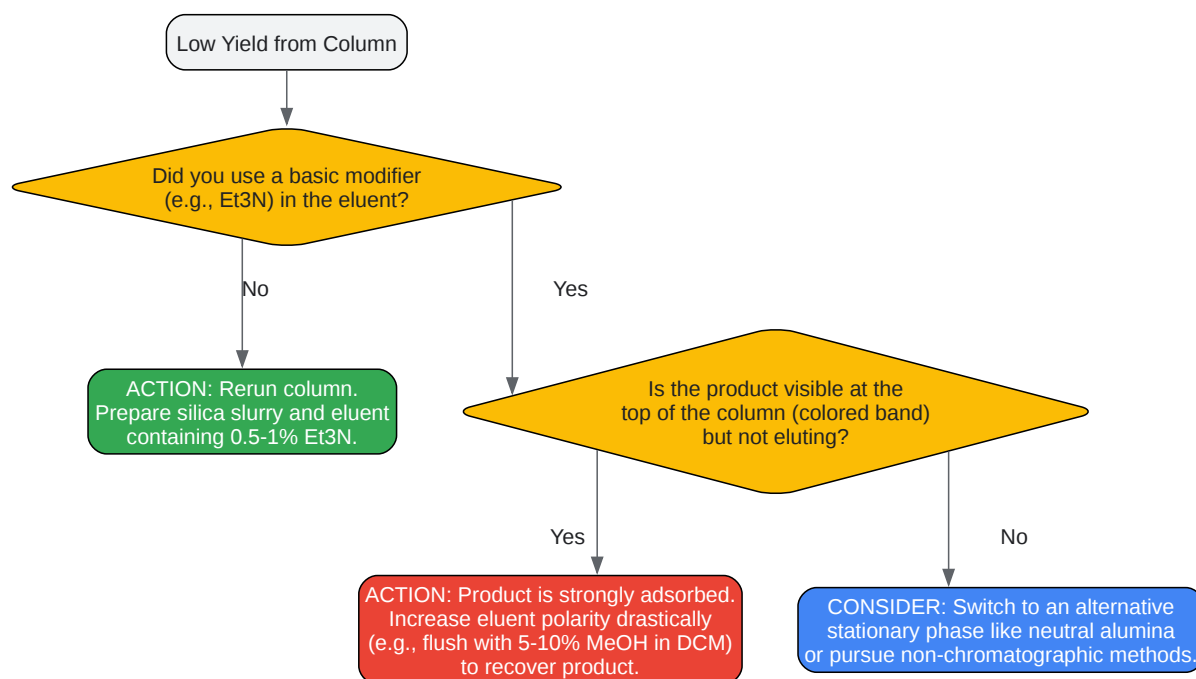 Low Yield from Column
Did you use a basic modifier
(e.g., Et3N) in the eluent?
No
Yes
ACTION: Rerun column.
Prepare silica slurry and eluent
containing 0.5-1% Et3N.
Is the product visible at the
top of the column (colored band)
but not eluting?
Yes
No
ACTION: Product is strongly adsorbed.
Increase eluent polarity drastically
(e.g., flush with 5-10% MeOH in DCM)
to recover product.
CONSIDER: Switch to an alternative
stationary phase like neutral alumina
or pursue non-chromatographic methods.